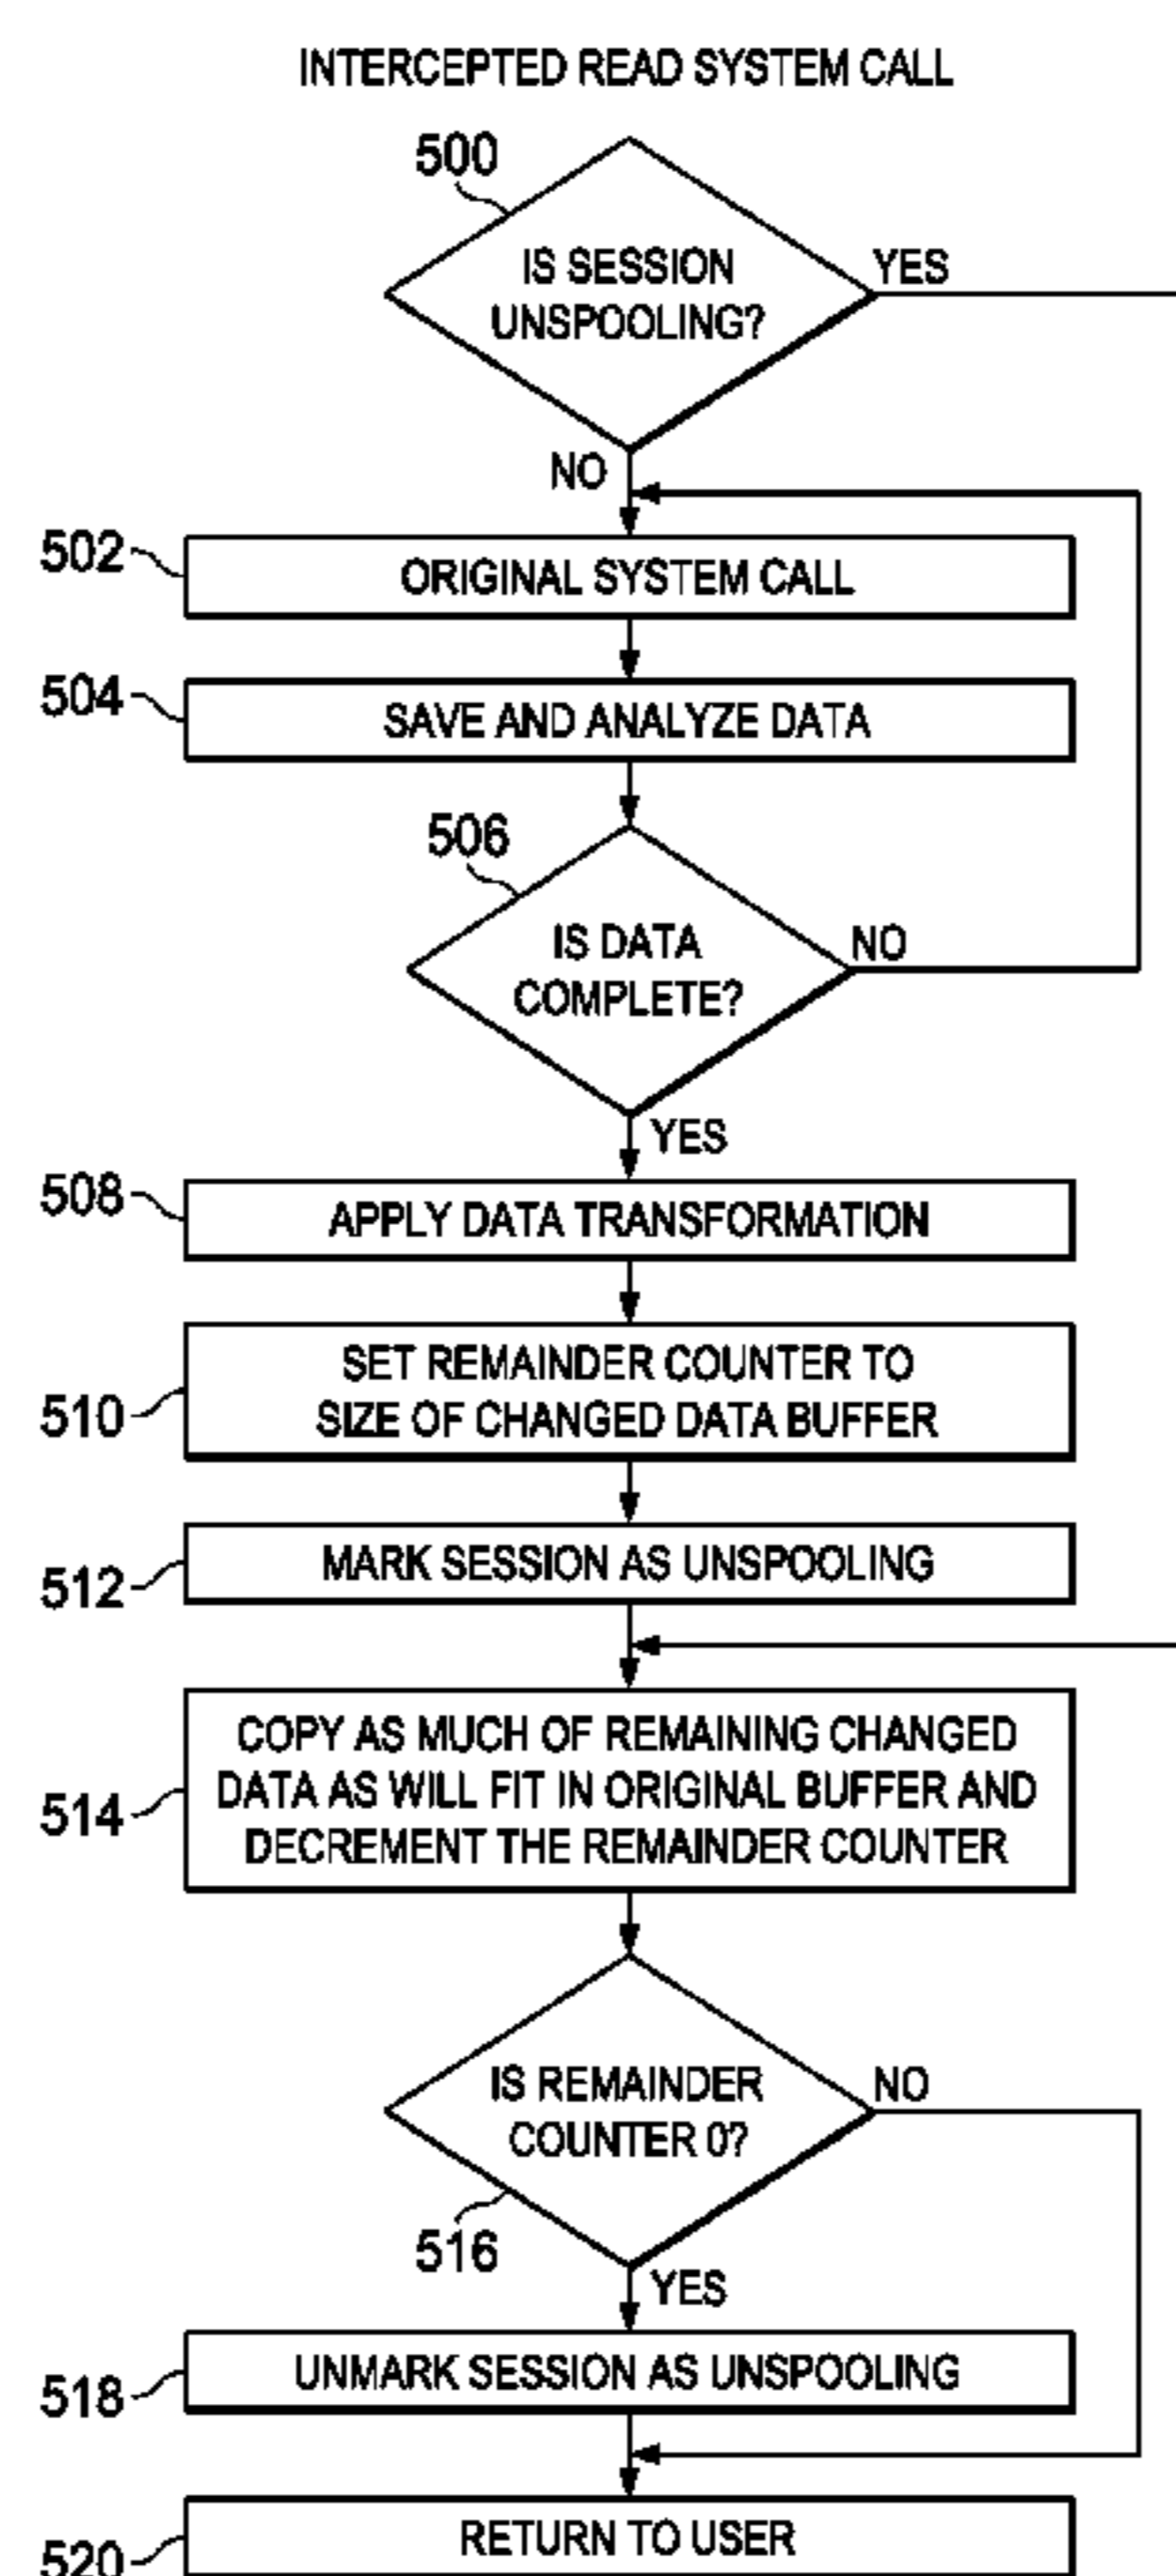 INTERCEPTED READ SYSTEM CALL
500
IS SESSION
UNSPOOLING?
YES
NO
502
ORIGINAL SYSTEM CALL
504
SAVE AND ANALYZE DATA
506
IS DATA
COMPLETE?
NO
YES
508
APPLY DATA TRANSFORMATION
SET REMAINDER COUNTER TO
SIZE OF CHANGED DATA BUFFER
510
MARK SESSION AS UNSPOOLING
512
COPY AS MUCH OF REMAINING CHANGED
DATA AS WILL FIT IN ORIGINAL BUFFER AND
DECREMENT THE REMAINDER COUNTER
514
IS REMAINDER
COUNTER 0?
NO
516
YES
UNMARK SESSION AS UNSPOOLING
518
RETURN TO USER
520